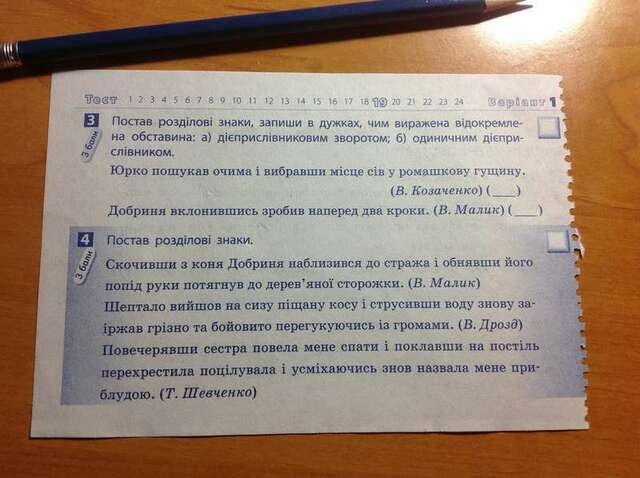 Тест 1 2 3 4 5 6 7 8 9 10 11 12 13 14 15 16 17 18 19 20 21 22 23 24 Варіант 1
3 Постав розділові знаки, запиши в дужках, чим виражена відокремле-
3 бали на обставина: а) дієприслівниковим зворотом; б) одиничним дієпри-
слівником.
Юрко пошукав очима і вибравши місце сів у ромашкову гущину.
(В. Козаченко) (___)
Добриня вклонившись зробив наперед два кроки. (В. Малик) (___)
4 Постав розділові знаки.
3 бали Скочивши з коня Добриня наблизився до стража і обнявши його
попід руки потягнув до дерев'яної сторожки. (В. Малик)
Шептало вийшов на сизу піщану косу і струсивши воду знову за-
іржав грізно та бойовито перегукуючись із громами. (В. Дрозд)
Повечерявши сестра повела мене спати і поклавши на постіль
перехрестила поцілувала і усміхаючись знов назвала мене при-
блудою. (Т. Шевченко)